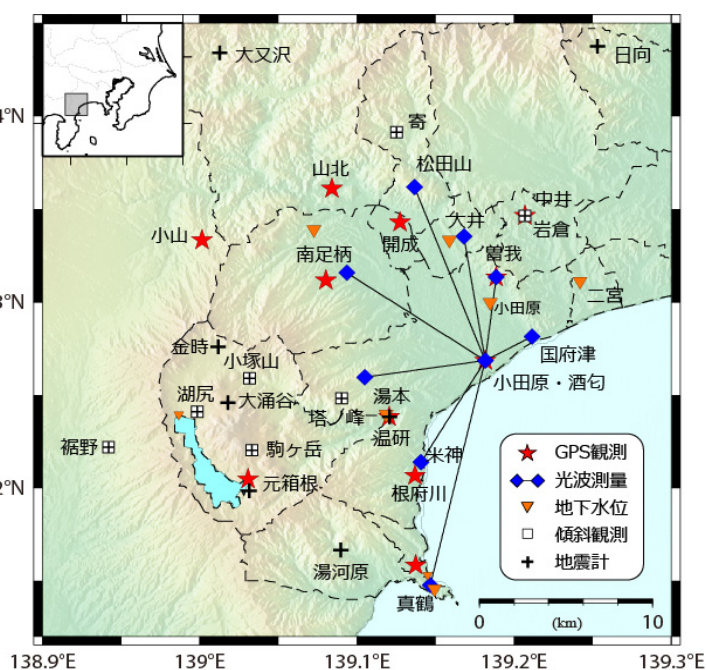 大又沢
日向
寄
4°N
山北
松田山
中井
岩倉
大井
小山
開成
南足柄
曽我
3°N
小田原
二宮
金時
小塚山
国府津
小田原・酒匂
湖尻
大涌谷
塔ノ峰
湯本
温研
裾野
駒ヶ岳
米神
元箱根
根府川
2°N
湯河原
真鶴
GPS観測
光波測量
地下水位
傾斜観測
地震計
0
(km)
10
138.9°E
139°E
139.1°E
139.2°E
139.3°E